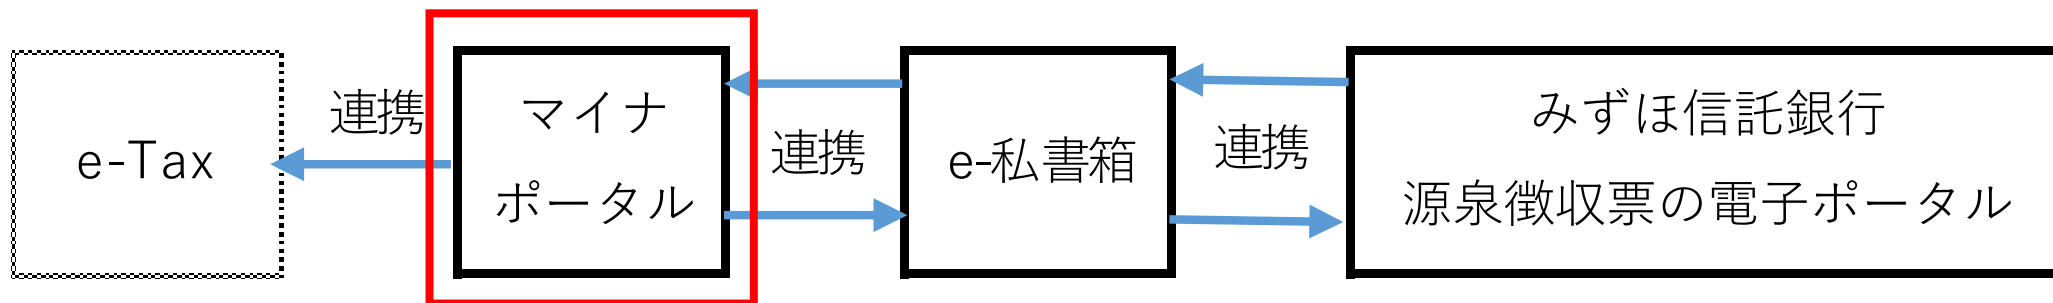 e-Tax
連携
マイナ
ポータル
連携
e-私書箱
連携
みずほ信託銀行
源泉徴収票の電子ポータル